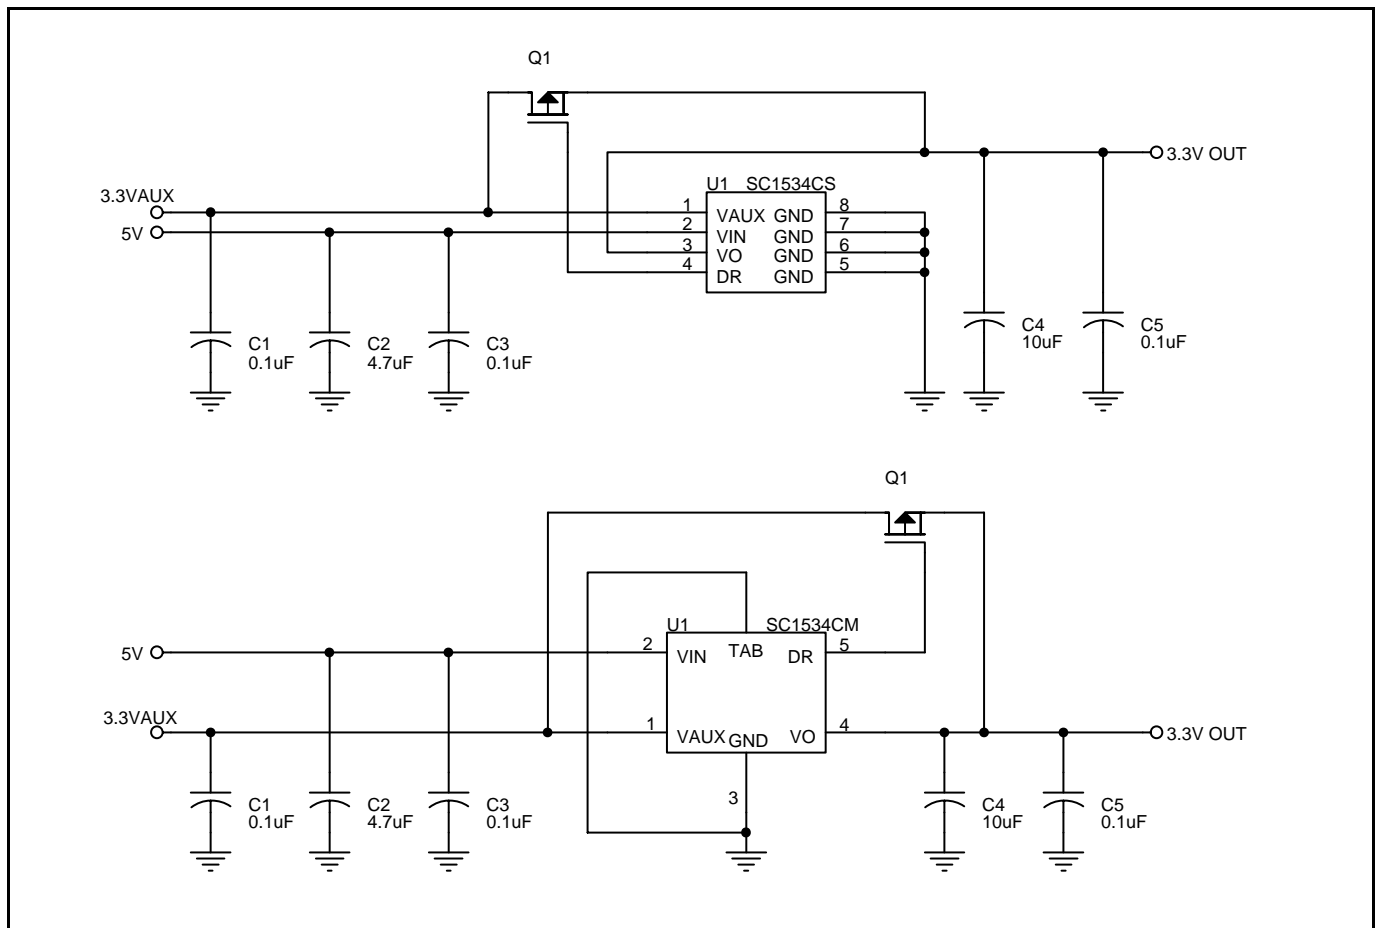 Q1
3.3V OUT
U1 SC1534CS
3.3VAUX
5V
1 VAUX GND 8
2 VIN GND 7
3 VO GND 6
4 DR GND 5
C1
0.1uF
C2
4.7uF
C3
0.1uF
C4
10uF
C5
0.1uF
Q1
U1 SC1534CM
5V
2 VIN TAB DR 5
3.3VAUX
1 VAUX GND VO 4
3.3V OUT
3
C1
0.1uF
C2
4.7uF
C3
0.1uF
C4
10uF
C5
0.1uF